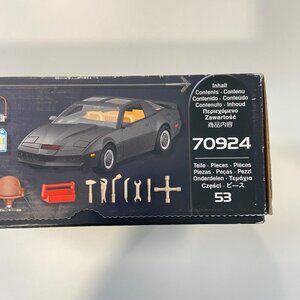 Inhalt
Contents · Contenu
Contenido · Conteúdo
Contenuto · Inhoud
Περιεχόμενο
Zawartość
商品内容
70924
Teile · Pieces · Pièces
Piezas · Peças · Pezzi
Onderdelen · Τεμάχια
Części · ピース
53